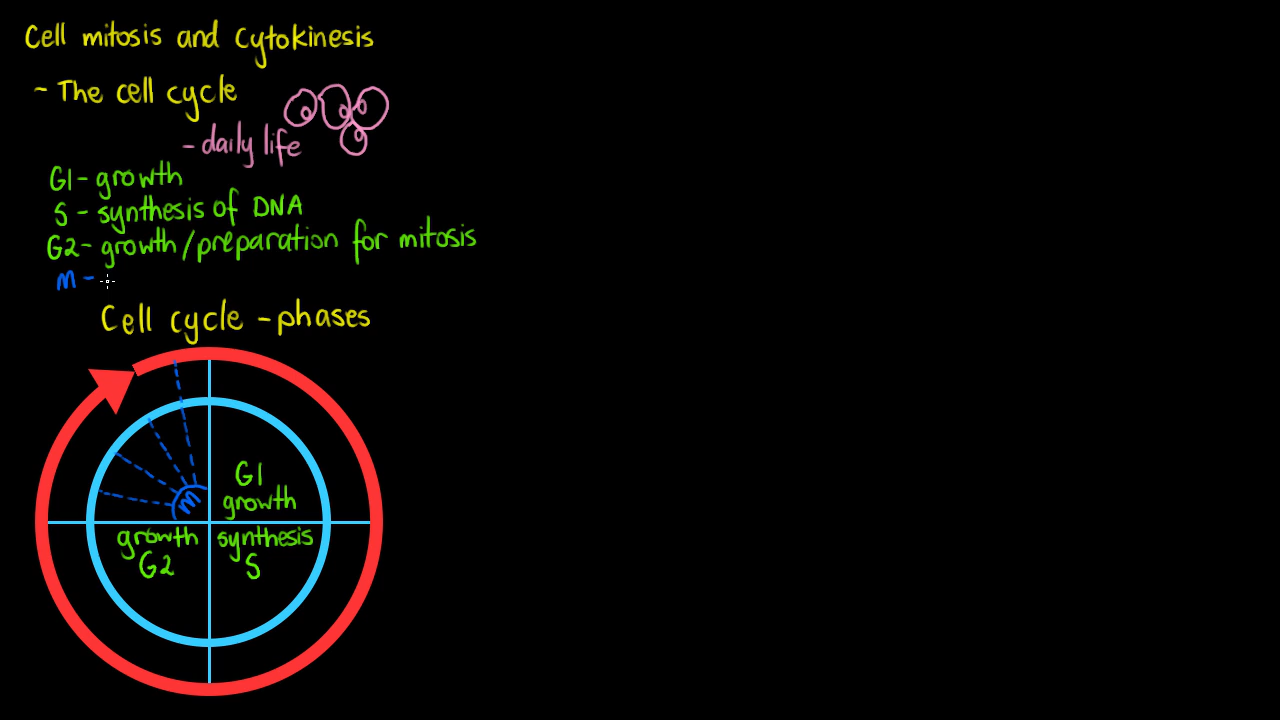 Cell mitosis and cytokinesis
- The cell cycle
- daily life
G1 - growth
S - synthesis of DNA
G2 - growth/preparation for mitosis
M -
Cell cycle - phases
M
G1
growth
growth
G2
synthesis
S